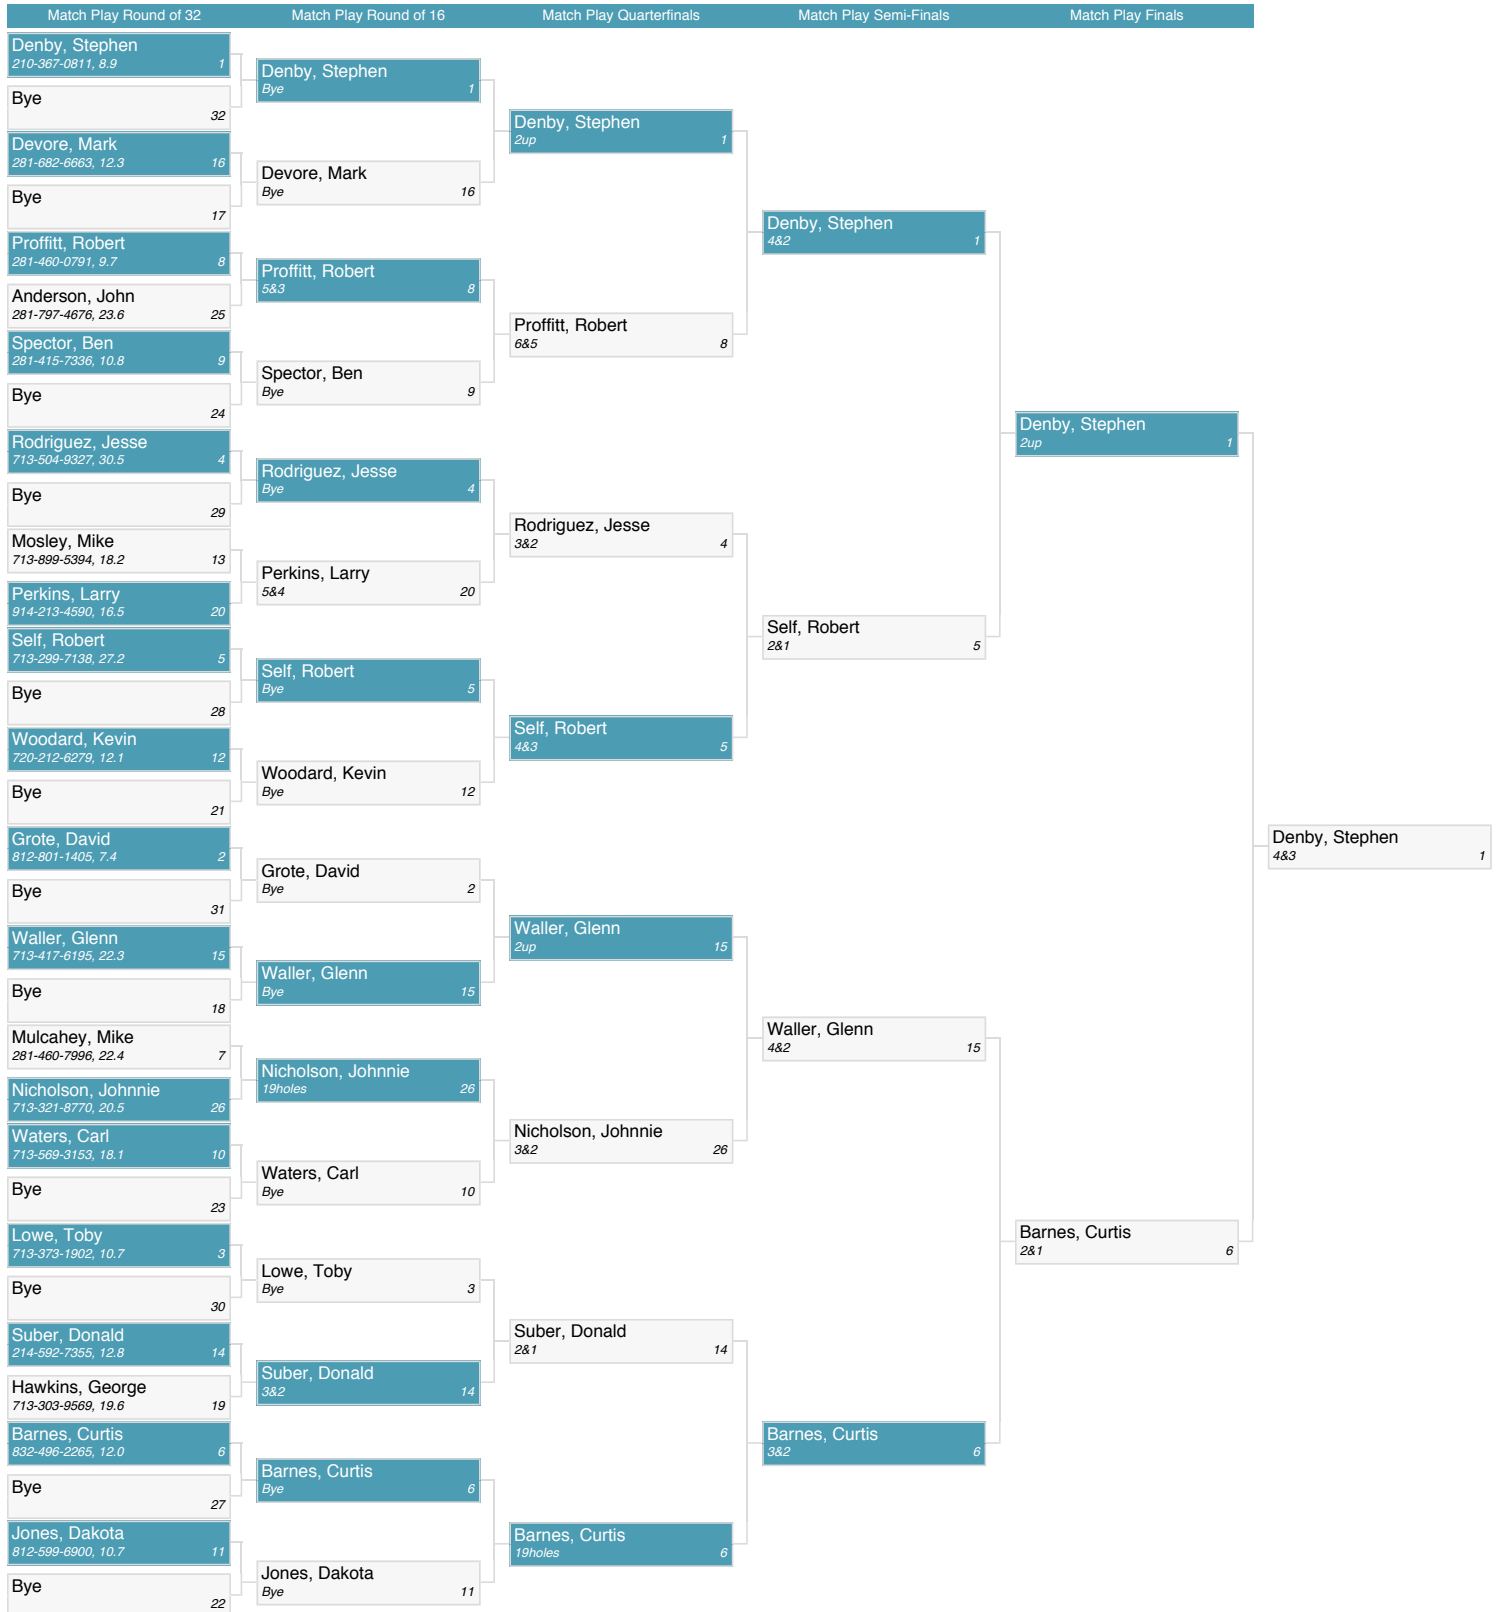 Match Play Round of 32
Match Play Round of 16
Match Play Quarterfinals
Match Play Semi-Finals
Match Play Finals
Denby, Stephen
210-367-0811, 8.9 1
Bye
32
Devore, Mark
281-682-6663, 12.3 16
Bye
17
Proffitt, Robert
281-460-0791, 9.7 8
Anderson, John
281-797-4676, 23.6 25
Spector, Ben
281-415-7336, 10.8 9
Bye
24
Rodriguez, Jesse
713-504-9327, 30.5 4
Bye
29
Mosley, Mike
713-899-5394, 18.2 13
Perkins, Larry
914-213-4590, 16.5 20
Self, Robert
713-299-7138, 27.2 5
Bye
28
Woodard, Kevin
720-212-6279, 12.1 12
Bye
21
Grote, David
812-801-1405, 7.4 2
Bye
31
Waller, Glenn
713-417-6195, 22.3 15
Bye
18
Mulcahey, Mike
281-460-7996, 22.4 7
Nicholson, Johnnie
713-321-8770, 20.5 26
Waters, Carl
713-569-3153, 18.1 10
Bye
23
Lowe, Toby
713-373-1902, 10.7 3
Bye
30
Suber, Donald
214-592-7355, 12.8 14
Hawkins, George
713-303-9569, 19.6 19
Barnes, Curtis
832-496-2265, 12.0 6
Bye
27
Jones, Dakota
812-599-6900, 10.7 11
Bye
22
Denby, Stephen
Bye 1
Devore, Mark
Bye 16
Proffitt, Robert
5&3 8
Spector, Ben
Bye 9
Rodriguez, Jesse
Bye 4
Perkins, Larry
5&4 20
Self, Robert
Bye 5
Woodard, Kevin
Bye 12
Grote, David
Bye 2
Waller, Glenn
Bye 15
Nicholson, Johnnie
19holes 26
Waters, Carl
Bye 10
Lowe, Toby
Bye 3
Suber, Donald
3&2 14
Barnes, Curtis
Bye 6
Jones, Dakota
Bye 11
Denby, Stephen
2up 1
Proffitt, Robert
6&5 8
Rodriguez, Jesse
3&2 4
Self, Robert
4&3 5
Waller, Glenn
2up 15
Nicholson, Johnnie
3&2 26
Suber, Donald
2&1 14
Barnes, Curtis
19holes 6
Denby, Stephen
4&2 1
Self, Robert
2&1 5
Waller, Glenn
4&2 15
Barnes, Curtis
3&2 6
Denby, Stephen
2up 1
Barnes, Curtis
2&1 6
Denby, Stephen
4&3 1